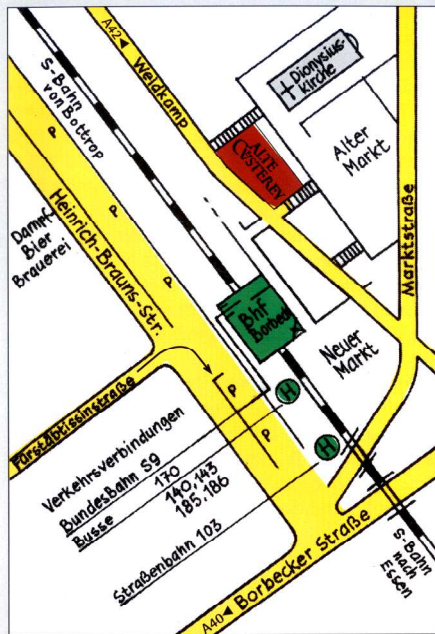 A42
S-Bahn
von Bottrop
Weidkamp
Dionysius-
Kirche
ALTE
CVSTEREY
Alter
Markt
Marktstraße
P
Heinrich-Brauns-Str.
P
Dampf-
Bier
Brauerei
P
Bhf
Borbeck
Neuer
Markt
Fürstäbtissinstraße
P
P
H
H
Verkehrsverbindungen
BundesBahn S9
Busse 170
140,143
185,186
Straßenbahn 103
Borbecker Straße
A40
S-Bahn
nach
Essen